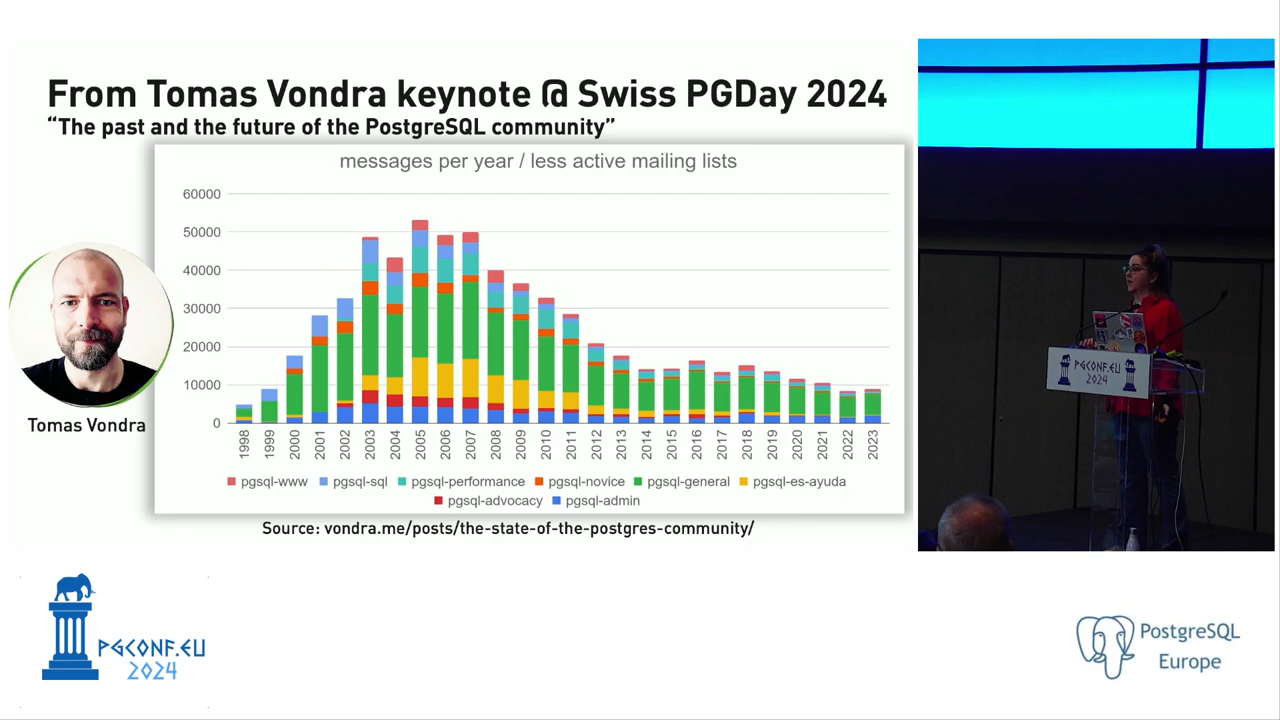 From Tomas Vondra keynote @ Swiss PGDay 2024
“The past and the future of the PostgreSQL community”
messages per year / less active mailing lists
60000
50000
40000
30000
20000
10000
0
1998 1999 2000 2001 2002 2003 2004 2005 2006 2007 2008 2009 2010 2011 2012 2013 2014 2015 2016 2017 2018 2019 2020 2021 2022 2023
pgsql-www pgsql-sql pgsql-performance pgsql-novice pgsql-general pgsql-es-ayuda
pgsql-advocacy pgsql-admin
Tomas Vondra
Source: vondra.me/posts/the-state-of-the-postgres-community/
PGCONF.EU
2024
PGCONF.EU
2024
PostgreSQL
Europe